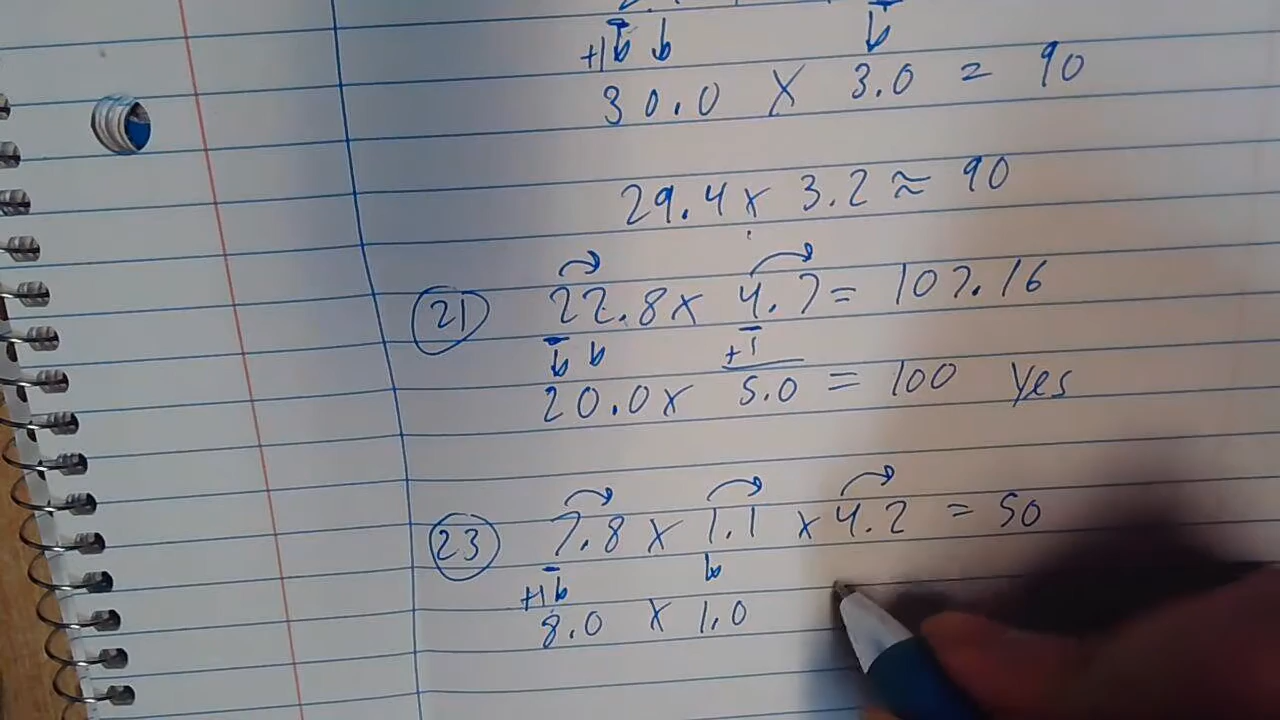 +1
30.0 X 3.0 = 90
29.4 x 3.2 ≈ 90
21 22.8 x 4.7 = 107.16
+1
20.0 x 5.0 = 100 Yes
23 7.8 x 1.1 x 4.2 = 50
+1
8.0 x 1.0